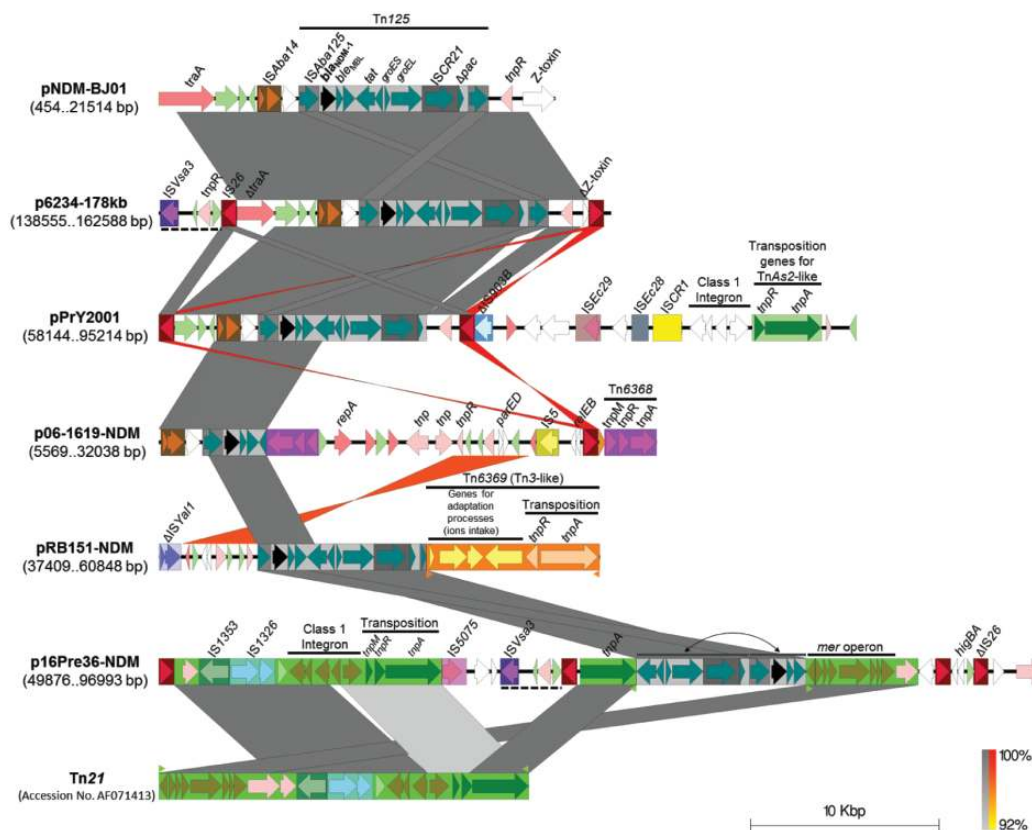 Tn125
traA ISAba14 ISAba125 blaNDM-1 bleMBL tat groES groEL ISCR21 Δpac tnpR Z-toxin
pNDM-BJ01
(454..21514 bp)
ISVsa3 tnpR IS26 ΔtraA ΔZ-toxin
p6234-178kb
(138555..162588 bp)
Transposition
genes for
TnAs2-like
ΔIS903B ISEc29 ISEc28 ISCR1 Class 1
Integron tnpR tnpA
pPrY2001
(58144..95214 bp)
Tn6368
repA tnp tnp tnpR parED IS5 relEB tnpM tnpR tnpA
p06-1619-NDM
(5569..32038 bp)
Tn6369 (Tn3-like)
Genes for
adaptation
processes
(ions intake)
Transposition
ΔISYal1 tnpR tnpA
pRB151-NDM
(37409..60848 bp)
IS1353 IS1326 Class 1
Integron Transposition
tnpM tnpR tnpA IS5075 ISVsa3 tnpA mer operon higBA ΔIS26
p16Pre36-NDM
(49876..96993 bp)
Tn21
(Accession No. AF071413)
10 Kbp
100%
92%